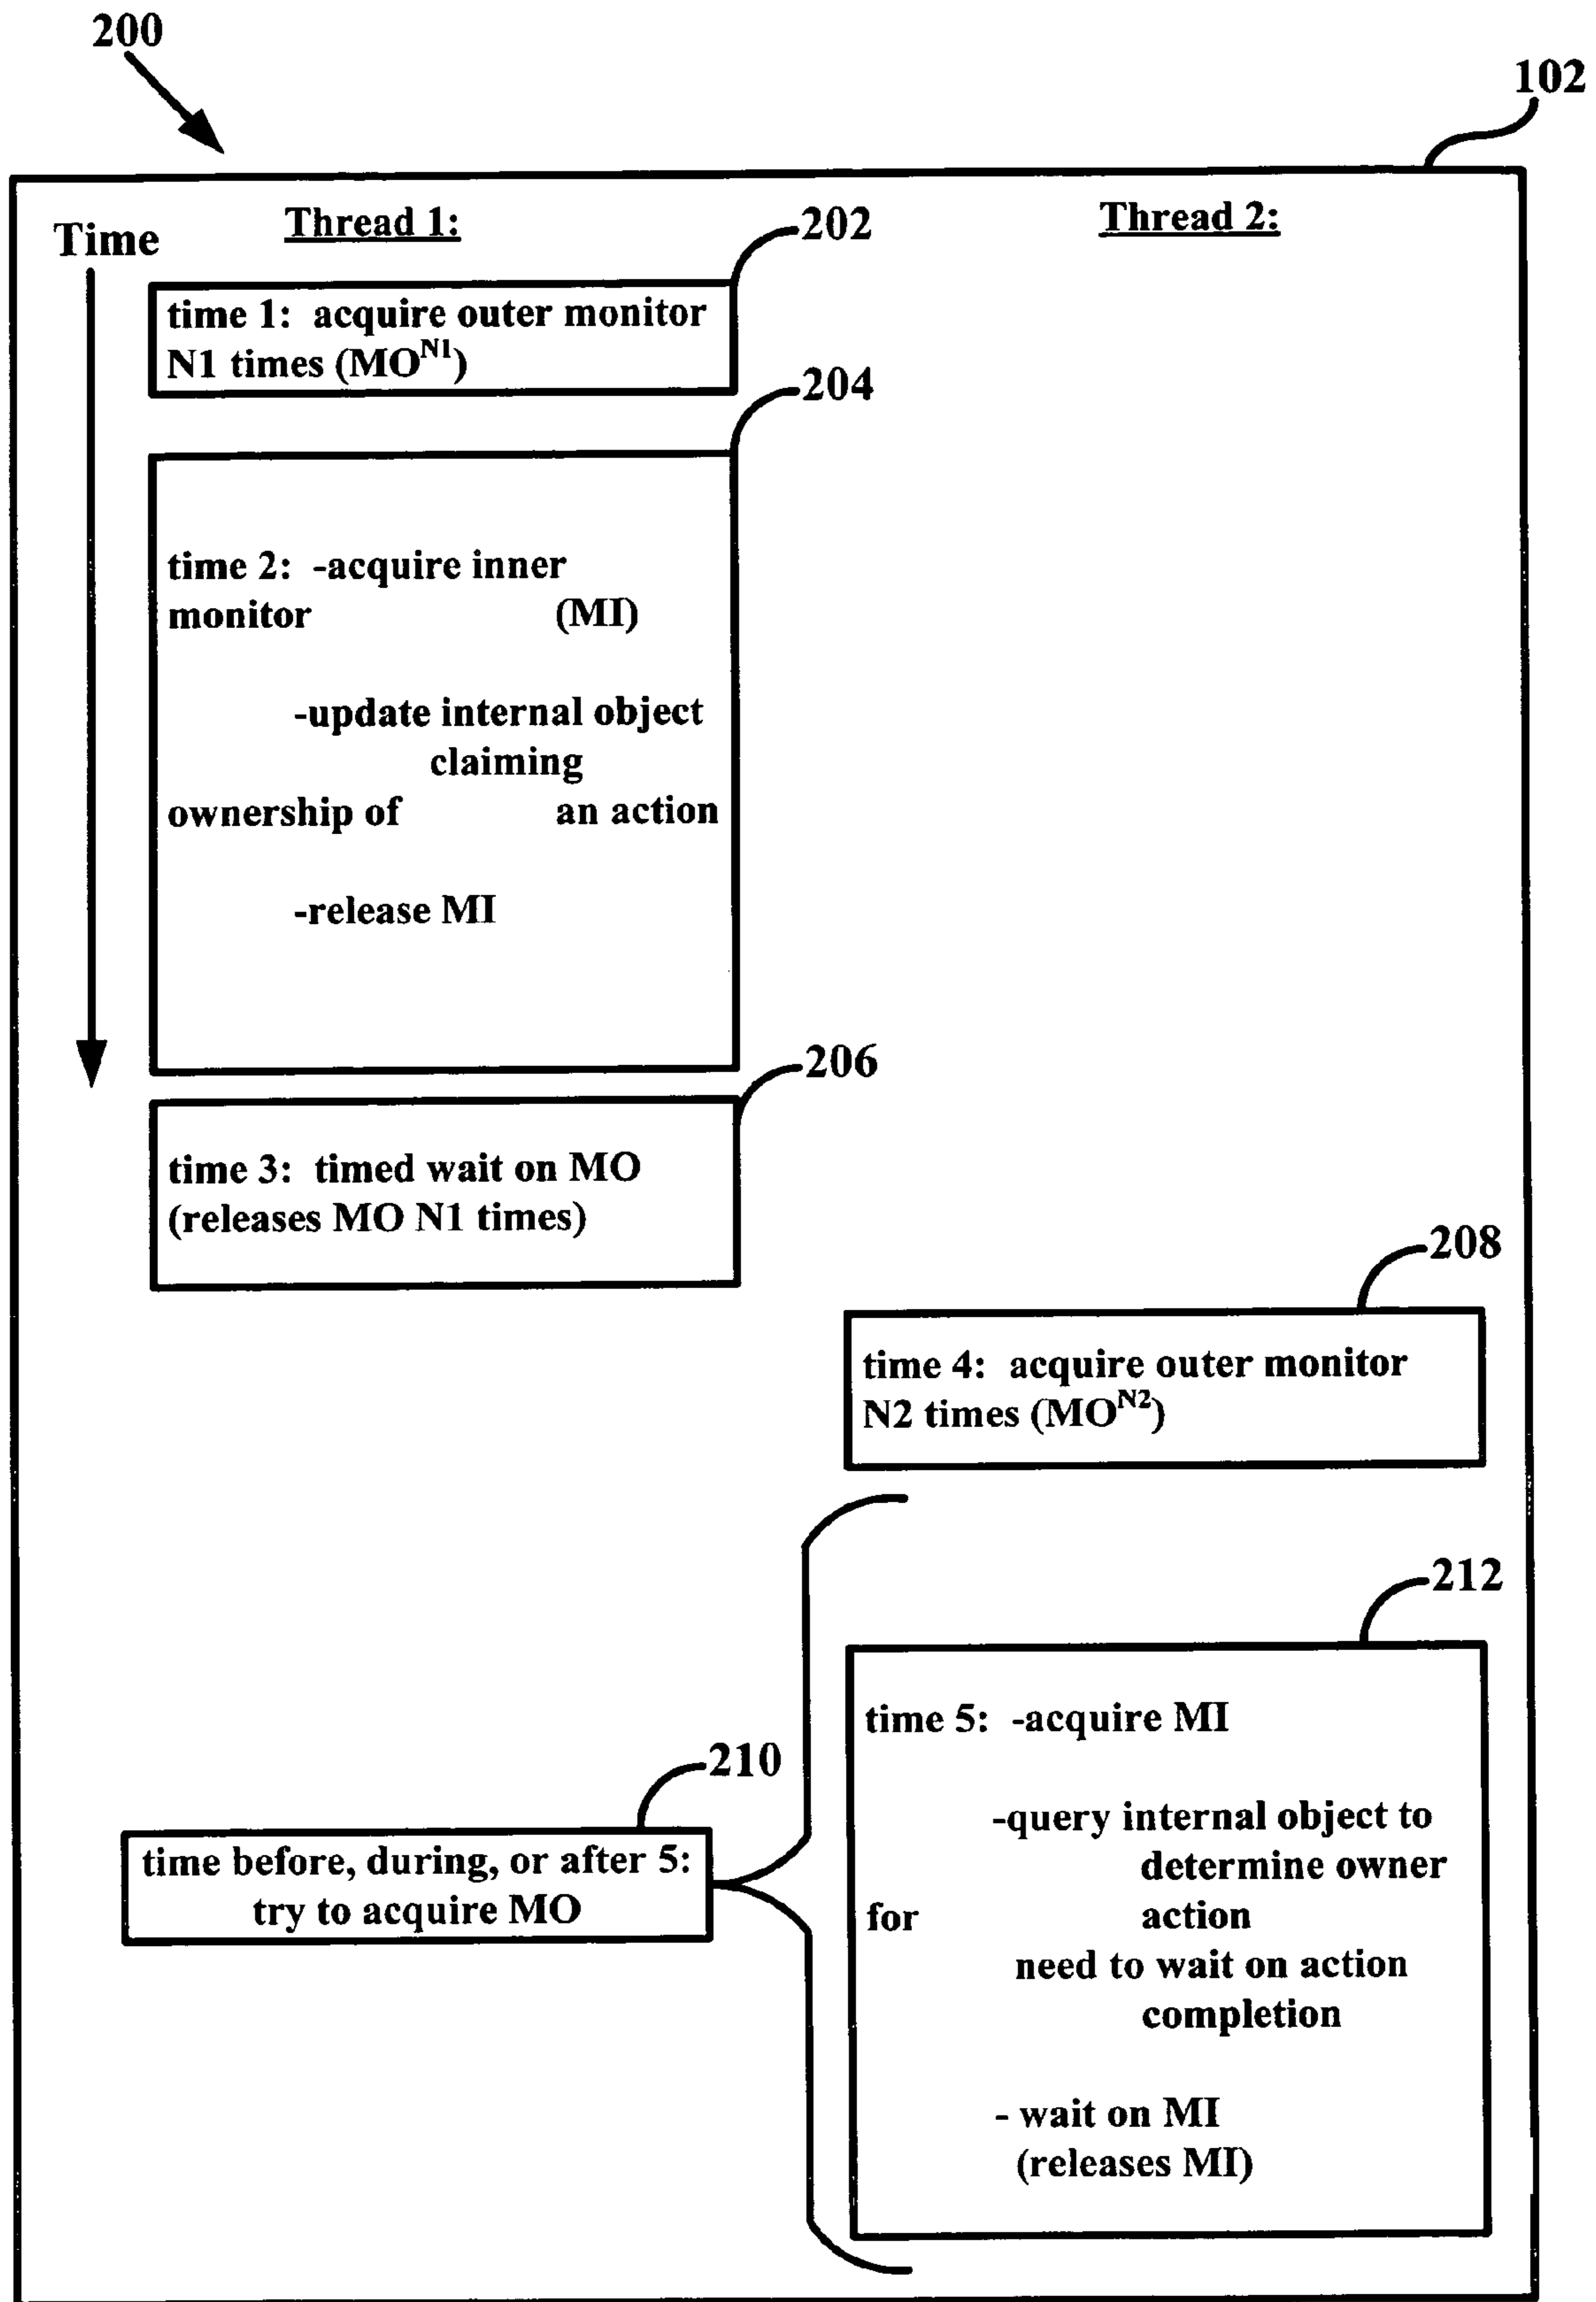 200
102
Time
Thread 1:
Thread 2:
202
time 1: acquire outer monitor
N1 times (MO^N1)
204
time 2: -acquire inner
monitor (MI)
-update internal object
claiming
ownership of an action
-release MI
206
time 3: timed wait on MO
(releases MO N1 times)
208
time 4: acquire outer monitor
N2 times (MO^N2)
210
time before, during, or after 5:
try to acquire MO
212
time 5: -acquire MI
-query internal object to
determine owner
for action
need to wait on action
completion
- wait on MI
(releases MI)